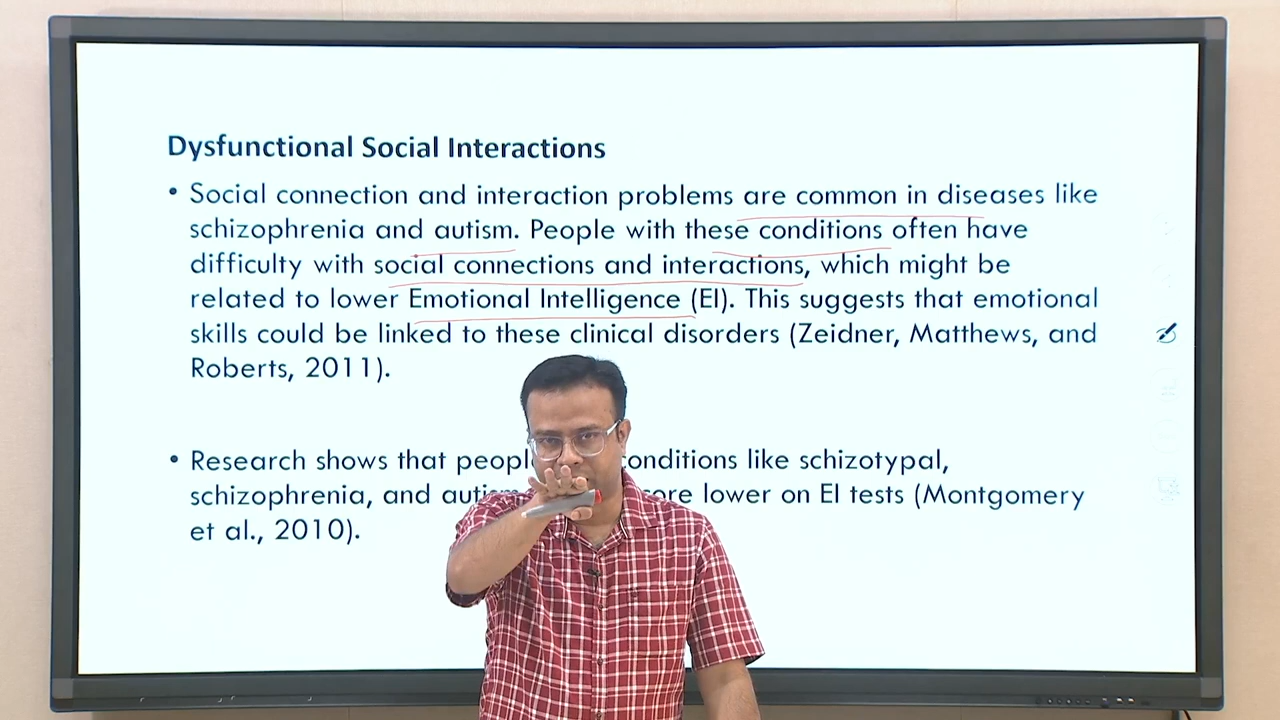 Dysfunctional Social Interactions
• Social connection and interaction problems are common in diseases like
schizophrenia and autism. People with these conditions often have
difficulty with social connections and interactions, which might be
related to lower Emotional Intelligence (EI). This suggests that emotional
skills could be linked to these clinical disorders (Zeidner, Matthews, and
Roberts, 2011).
• Research shows that conditions like schizotypal,
schizophrenia, and lower on EI tests (Montgomery
et al., 2010).